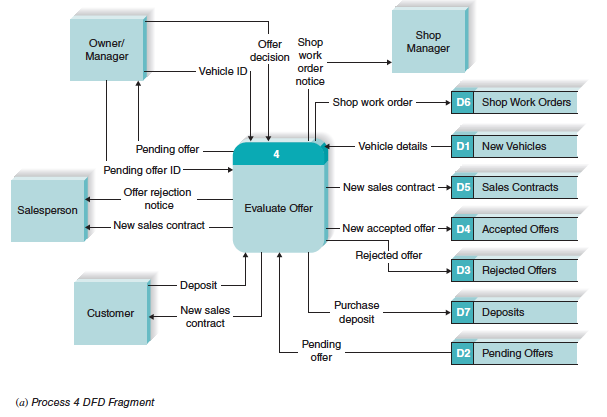 Owner/
Manager
Offer
decision
Shop
work
order
notice
Shop
Manager
Vehicle ID
Shop work order
D6 Shop Work Orders
Pending offer
4
Vehicle details
D1 New Vehicles
Pending offer ID
Salesperson
Offer rejection
notice
Evaluate Offer
New sales contract
D5 Sales Contracts
New sales contract
New accepted offer
D4 Accepted Offers
Rejected offer
D3 Rejected Offers
Deposit
Customer
New sales
contract
Purchase
deposit
D7 Deposits
Pending
offer
D2 Pending Offers
(a) Process 4 DFD Fragment